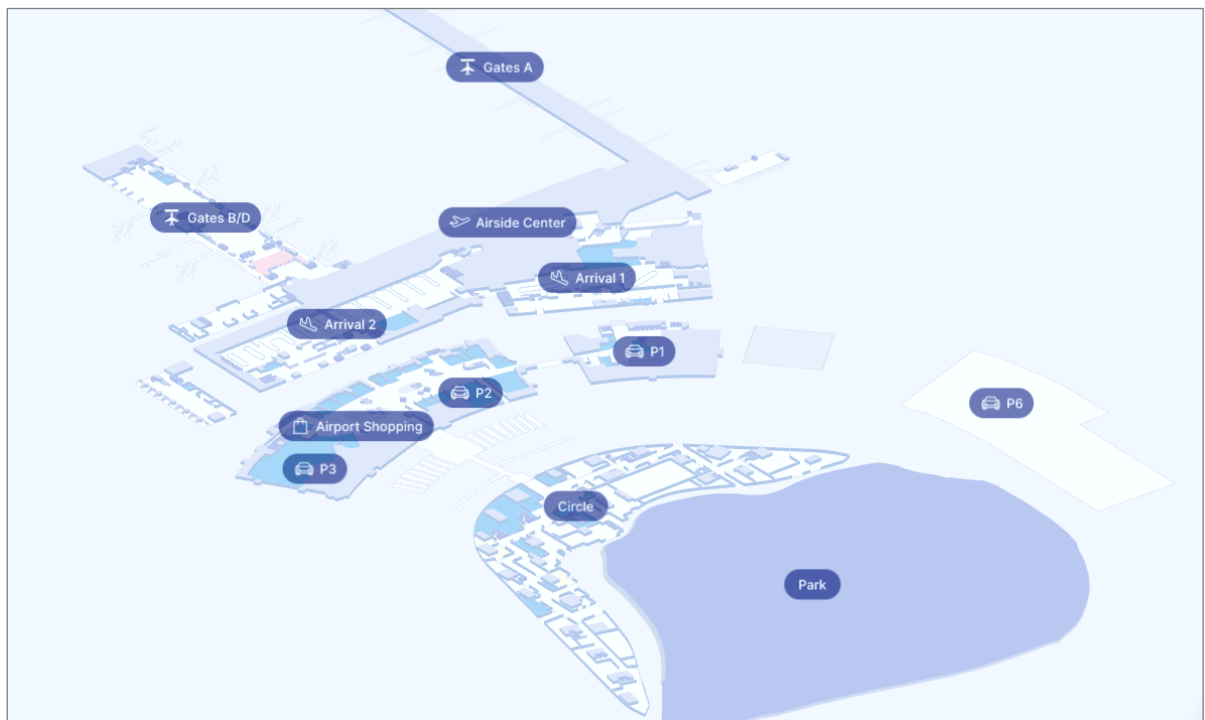 Gates A
Gates B/D
Airside Center
Arrival 1
Arrival 2
P1
P2
P6
Airport Shopping
P3
Circle
Park